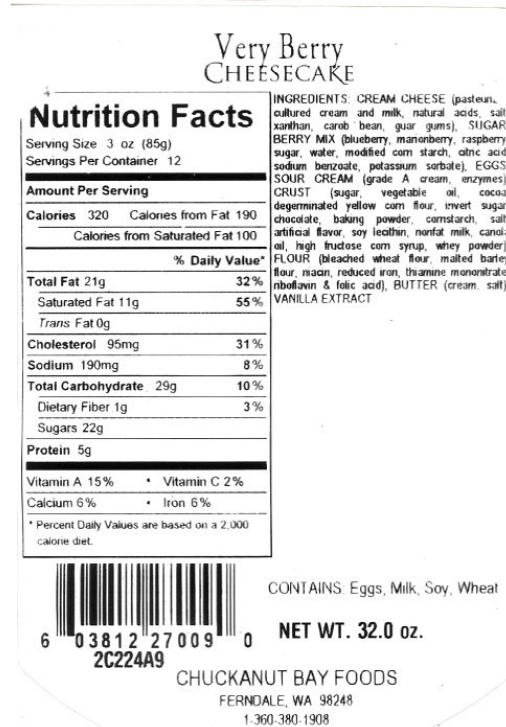 Very Berry
CHEESECAKE
Nutrition Facts
Serving Size 3 oz (85g)
Servings Per Container 12
Amount Per Serving
Calories 320 Calories from Fat 190
Calories from Saturated Fat 100
% Daily Value*
Total Fat 21g 32%
Saturated Fat 11g 55%
Trans Fat 0g
Cholesterol 95mg 31%
Sodium 190mg 8%
Total Carbohydrate 29g 10%
Dietary Fiber 1g 3%
Sugars 22g
Protein 5g
Vitamin A 15% • Vitamin C 2%
Calcium 6% • Iron 6%
* Percent Daily Values are based on a 2,000
calorie diet.
INGREDIENTS: CREAM CHEESE (pasteuri
cultured cream and milk, natural acids, salt
xanthan, carob bean, guar gums), SUGAR
BERRY MIX (blueberry, marionberry, raspberry
sugar, water, modified corn starch, citric acid
sodium benzoate, potassium sorbate), EGGS
SOUR CREAM (grade A cream, enzymes)
CRUST (sugar, vegetable oil, cocoa
degerminated yellow corn flour, invert sugar
chocolate, baking powder, cornstarch, salt
artificial flavor, soy lecithin, nonfat milk, canol
oil, high fructose corn syrup, whey powder)
FLOUR (bleached wheat flour, malted barle
flour, niacin, reduced iron, thiamine mononitrate
riboflavin & folic acid), BUTTER (cream, salt)
VANILLA EXTRACT
CONTAINS: Eggs, Milk, Soy, Wheat
6 03812 27009 0
2C224A9
NET WT. 32.0 oz.
CHUCKANUT BAY FOODS
FERNDALE, WA 98248
1-360-380-1908